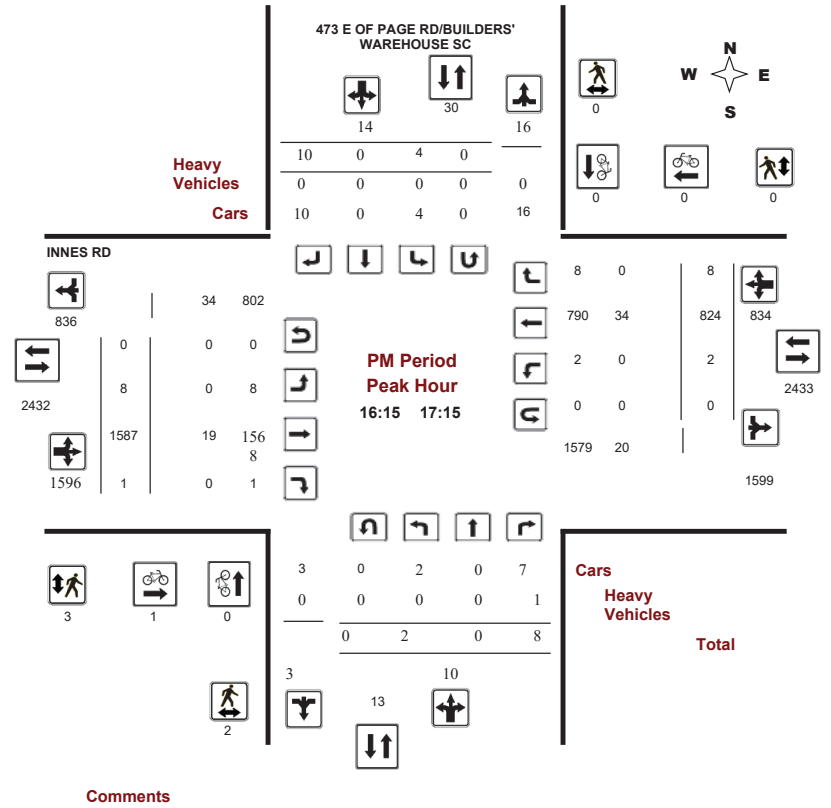 473 E OF PAGE RD/BUILDERS'
WAREHOUSE SC
N
W E
S
30
0
14 16
10 0 4 0
Heavy
Vehicles
0 0 0 0 0
Cars
10 0 4 0 16
0 0 0
INNES RD
8 0 8
34 802
836
790 34 824 834
0 0 0
PM Period
Peak Hour
16:15 17:15
2 0 2
8 0 8
2432
2433
0 0 0
1587 19 156
8
1579 20
1596 1 0 1
1599
3 0 2 0 7
Cars
0 0 0 0 1
Heavy
Vehicles
3 1 0
0 2 0 8
Total
3 10
13
2
Comments